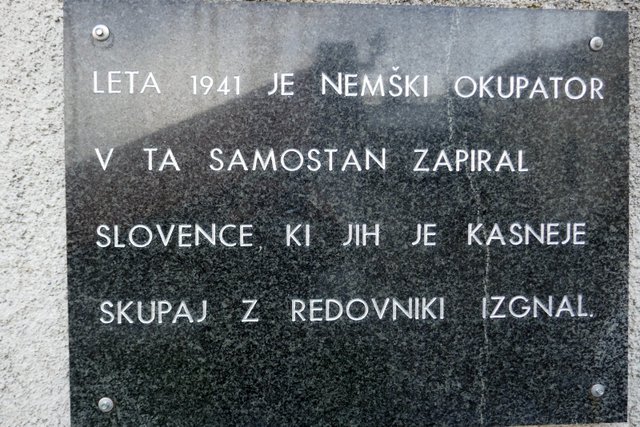 LETA 1941 JE NEMŠKI OKUPATOR
V TA SAMOSTAN ZAPIRAL
SLOVENCE, KI JIH JE KASNEJE
SKUPAJ Z REDOVNIKI IZGNAL.